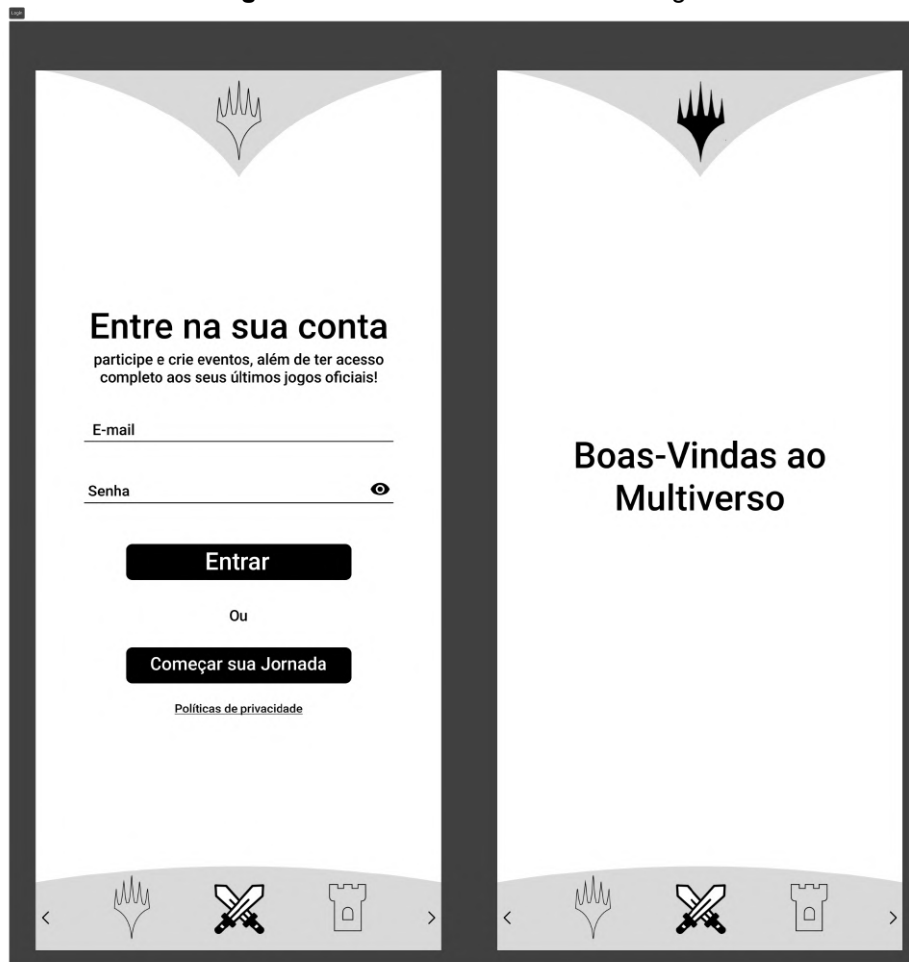 Login
Entre na sua conta
participe e crie eventos, além de ter acesso
completo aos seus últimos jogos oficiais!
E-mail
Senha
Entrar
Ou
Começar sua Jornada
Políticas de privacidade
Boas-Vindas ao
Multiverso